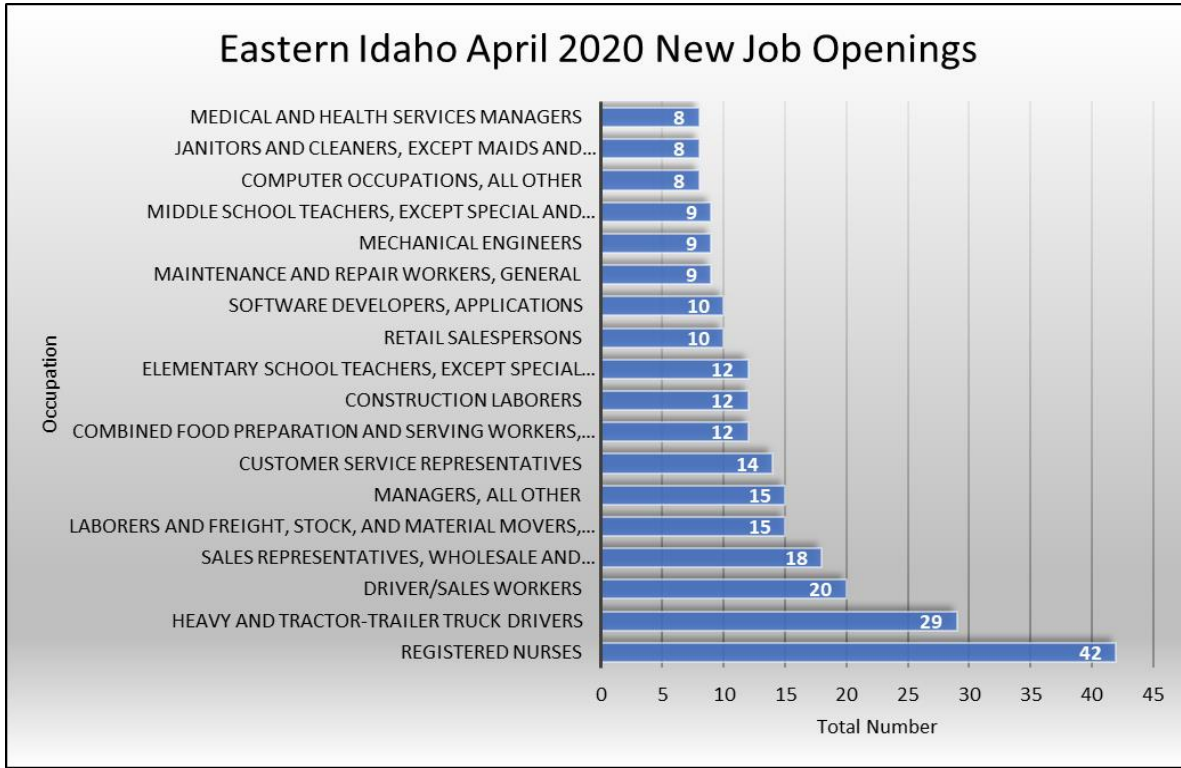 Eastern Idaho April 2020 New Job Openings
MEDICAL AND HEALTH SERVICES MANAGERS 8
JANITORS AND CLEANERS, EXCEPT MAIDS AND... 8
COMPUTER OCCUPATIONS, ALL OTHER 8
MIDDLE SCHOOL TEACHERS, EXCEPT SPECIAL AND... 9
MECHANICAL ENGINEERS 9
MAINTENANCE AND REPAIR WORKERS, GENERAL 9
SOFTWARE DEVELOPERS, APPLICATIONS 10
RETAIL SALESPERSONS 10
ELEMENTARY SCHOOL TEACHERS, EXCEPT SPECIAL... 12
CONSTRUCTION LABORERS 12
COMBINED FOOD PREPARATION AND SERVING WORKERS,... 12
CUSTOMER SERVICE REPRESENTATIVES 14
MANAGERS, ALL OTHER 15
LABORERS AND FREIGHT, STOCK, AND MATERIAL MOVERS,... 15
SALES REPRESENTATIVES, WHOLESALE AND... 18
DRIVER/SALES WORKERS 20
HEAVY AND TRACTOR-TRAILER TRUCK DRIVERS 29
REGISTERED NURSES 42
Occupation
0 5 10 15 20 25 30 35 40 45
Total Number